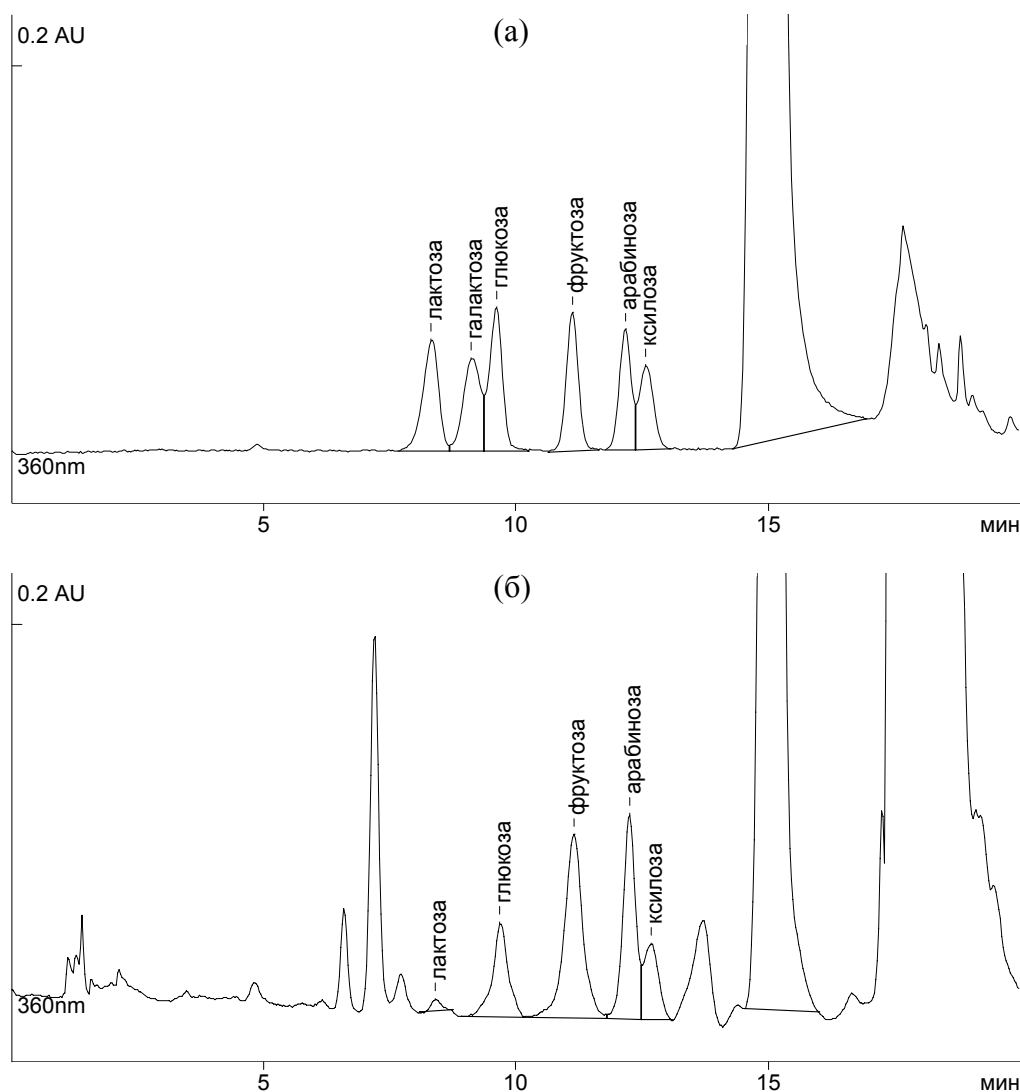 (а)
0.2 AU
лактоза
галактоза
глюкоза
фруктоза
арабиноза
ксилоза
360nm
5
10
15
мин
(б)
0.2 AU
лактоза
глюкоза
фруктоза
арабиноза
ксилоза
360nm
5
10
15
мин